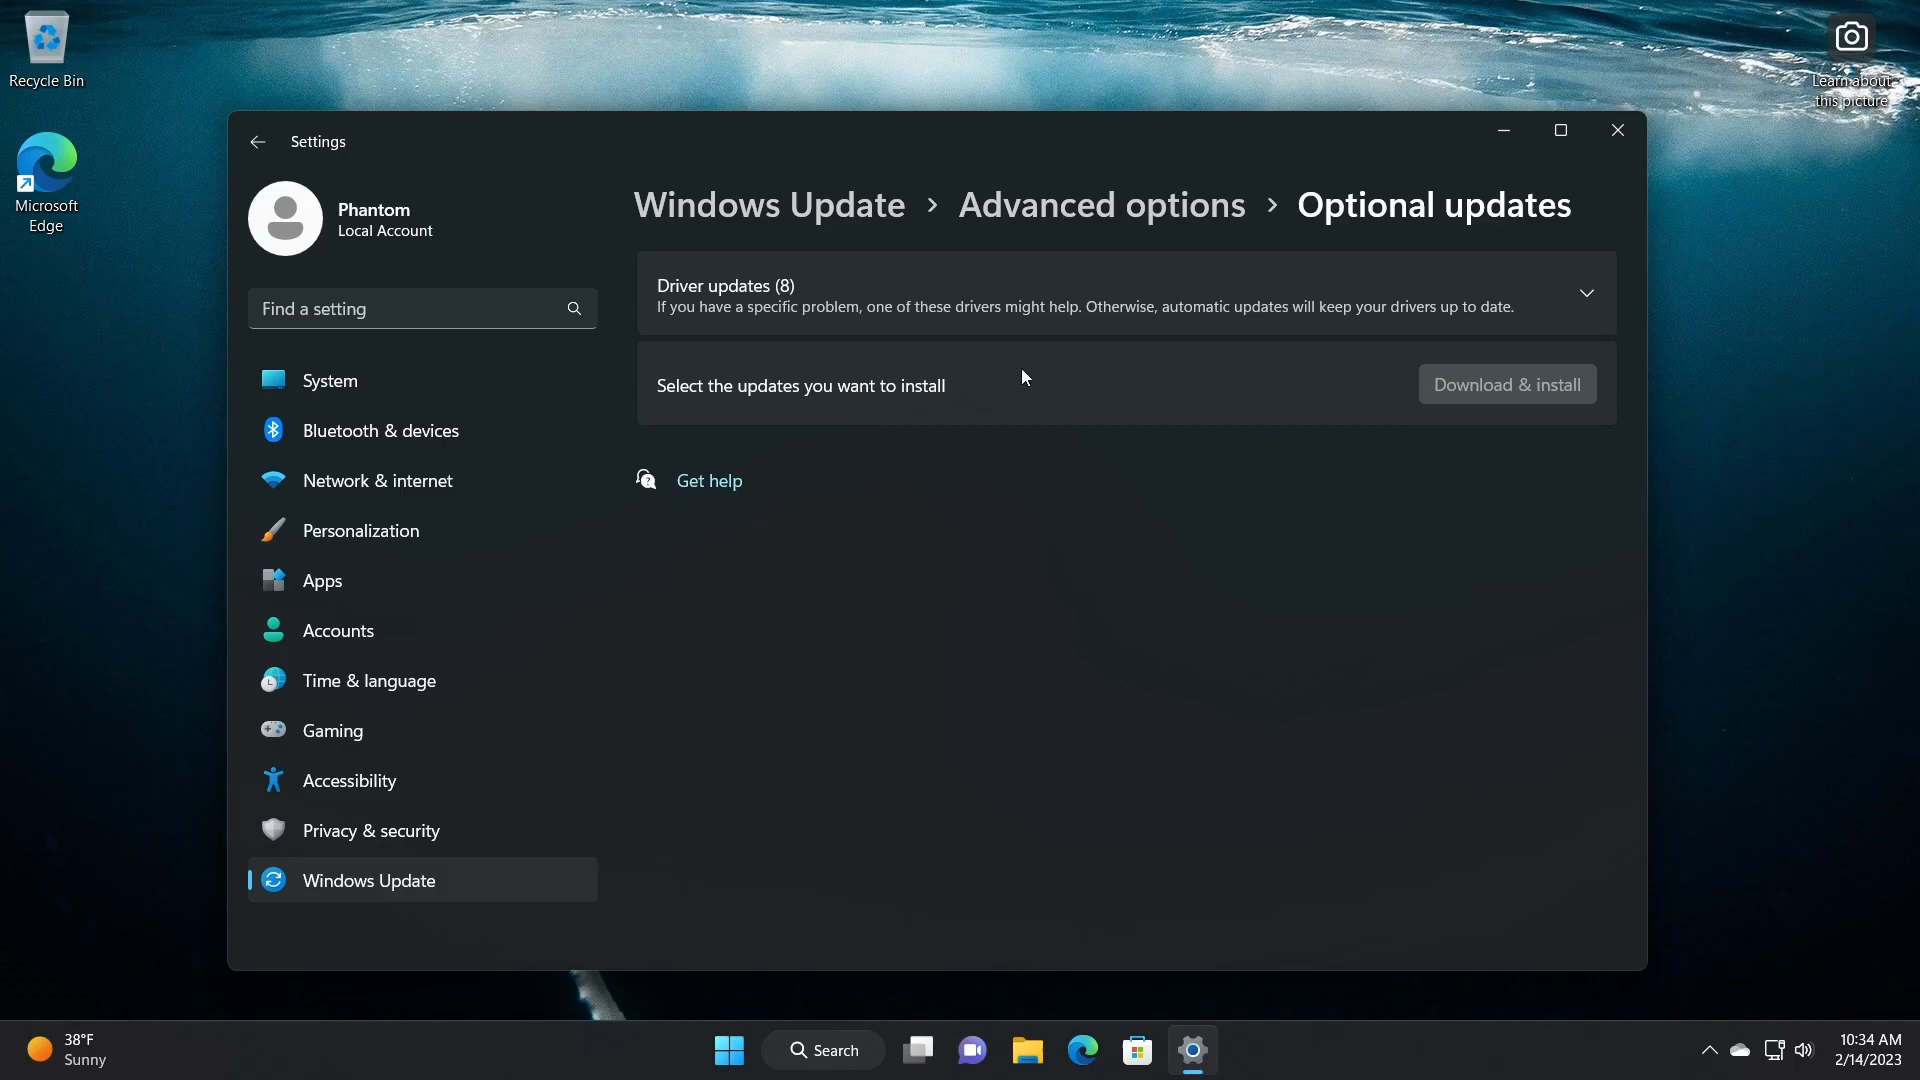 Recycle Bin
Learn about
this picture
Microsoft
Edge
Settings
Phantom
Local Account
Find a setting
System
Bluetooth & devices
Network & internet
Personalization
Apps
Accounts
Time & language
Gaming
Accessibility
Privacy & security
Windows Update
Windows Update > Advanced options > Optional updates
Driver updates (8)
If you have a specific problem, one of these drivers might help. Otherwise, automatic updates will keep your drivers up to date.
Select the updates you want to install
Download & install
Get help
38°F
Sunny
Search
10:34 AM
2/14/2023